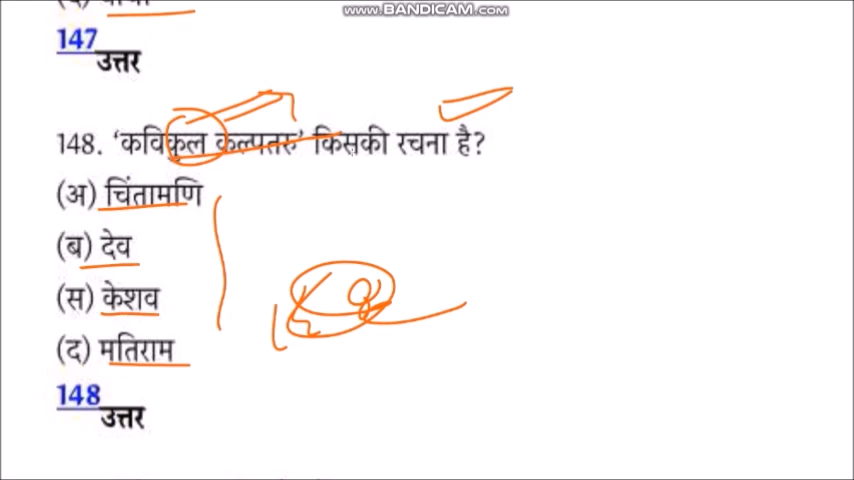 www.BANDICAM.com
147
उत्तर
148. ‘कविकुल कल्पतरु’ किसकी रचना है?
(अ) चिंतामणि
(ब) देव
(स) केशव
(द) मतिराम
148
उत्तर